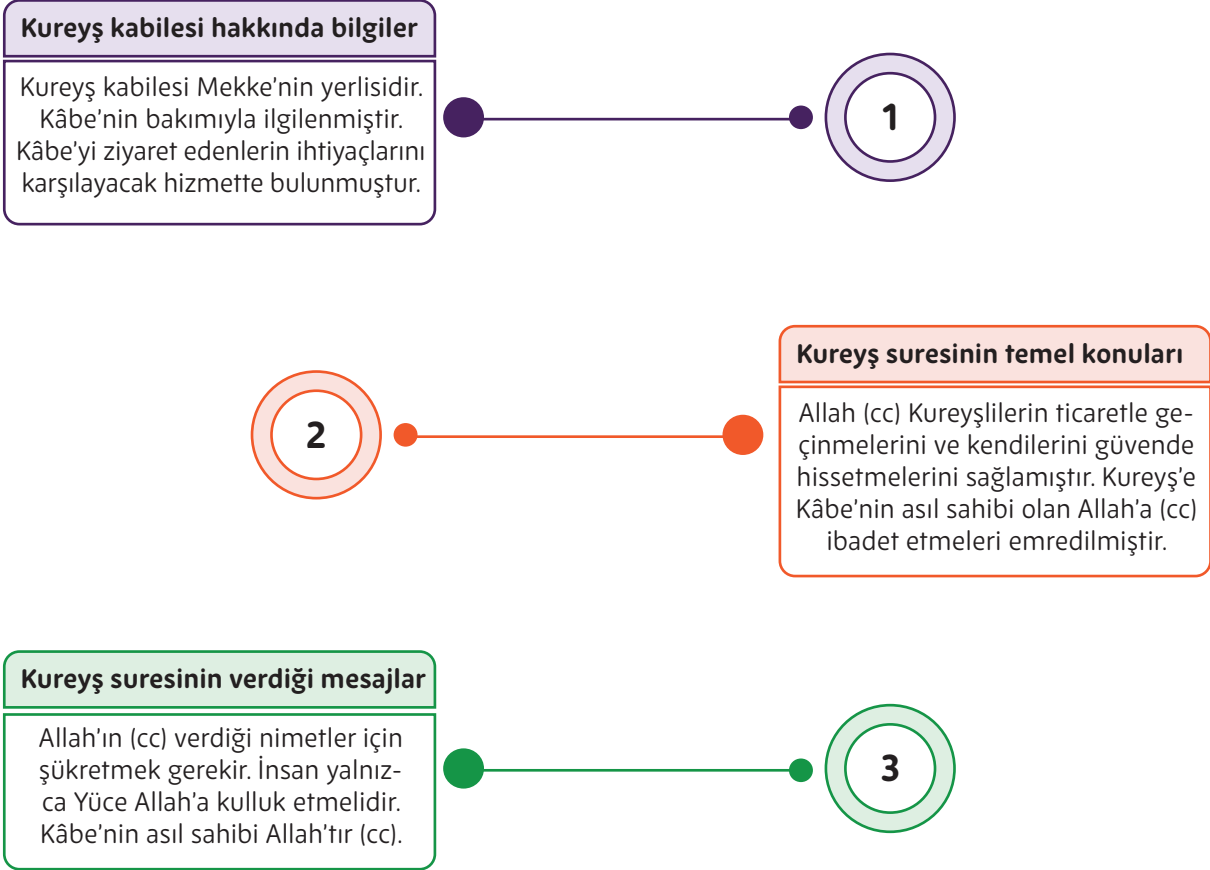 Kureyş kabilesi hakkında bilgiler
Kureyş kabilesi Mekke’nin yerlisidir.
Kâbe’nin bakımıyla ilgilenmiştir.
Kâbe’yi ziyaret edenlerin ihtiyaçlarını
karşılayacak hizmette bulunmuştur.
1
Kureyş suresinin temel konuları
Allah (cc) Kureyşlilerin ticaretle ge-
çinmelerini ve kendilerini güvende
hissetmelerini sağlamıştır. Kureyş’e
Kâbe’nin asıl sahibi olan Allah’a (cc)
ibadet etmeleri emredilmiştir.
2
Kureyş suresinin verdiği mesajlar
Allah’ın (cc) verdiği nimetler için
şükretmek gerekir. İnsan yalnız-
ca Yüce Allah’a kulluk etmelidir.
Kâbe’nin asıl sahibi Allah’tır (cc).
3